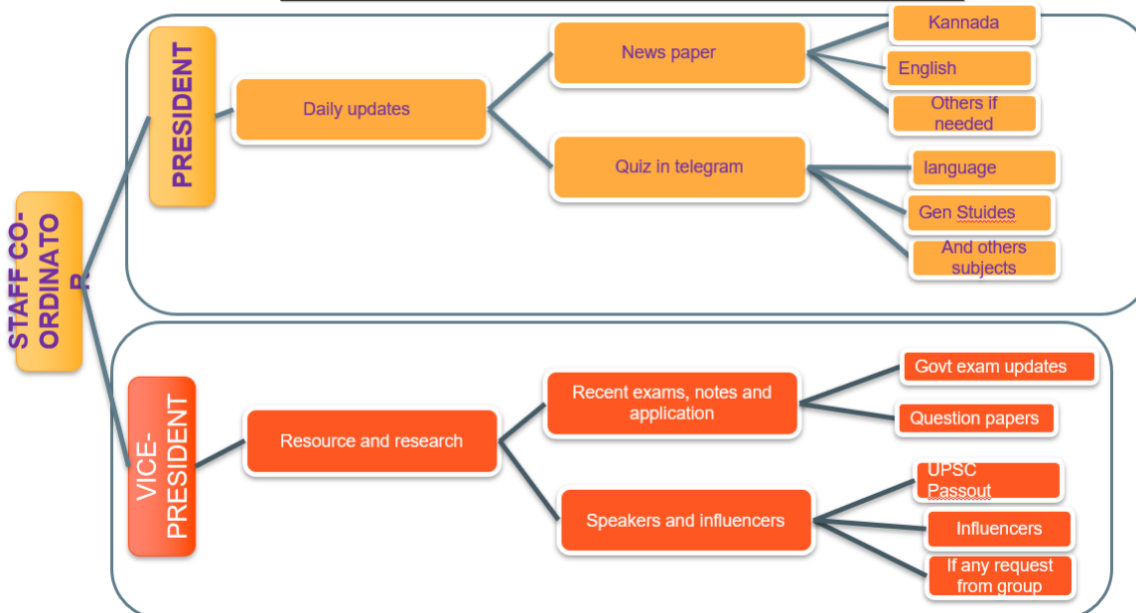 STAFF CO-
ORDINATO
R
PRESIDENT
Daily updates
News paper
Kannada
English
Others if
needed
Quiz in telegram
language
Gen Stuides
And others
subjects
VICE-
PRESIDENT
Resource and research
Recent exams, notes and
application
Govt exam updates
Question papers
Speakers and influencers
UPSC
Passout
Influencers
If any request
from group